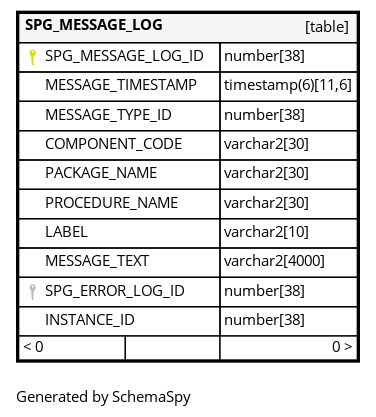 SPG_MESSAGE_LOG [table]
SPG_MESSAGE_LOG_ID number[38]
MESSAGE_TIMESTAMP timestamp(6)[11,6]
MESSAGE_TYPE_ID number[38]
COMPONENT_CODE varchar2[30]
PACKAGE_NAME varchar2[30]
PROCEDURE_NAME varchar2[30]
LABEL varchar2[10]
MESSAGE_TEXT varchar2[4000]
SPG_ERROR_LOG_ID number[38]
INSTANCE_ID number[38]
< 0 0 >
Generated by SchemaSpy